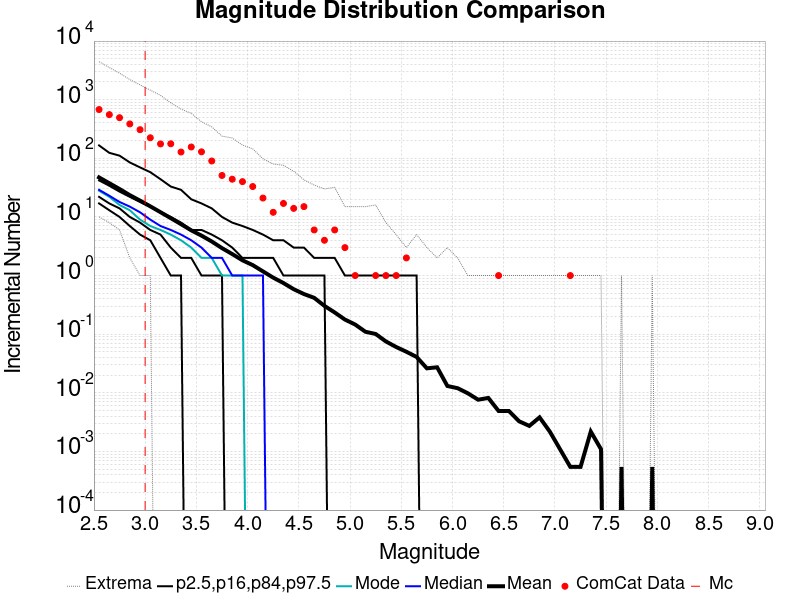 Magnitude Distribution Comparison
10^4
10^3
10^2
10^1
10^0
10^-1
10^-2
10^-3
10^-4
Incremental Number
2.5 3.0 3.5 4.0 4.5 5.0 5.5 6.0 6.5 7.0 7.5 8.0 8.5 9.0
Magnitude
Extrema p2.5,p16,p84,p97.5 Mode Median Mean ComCat Data Mc